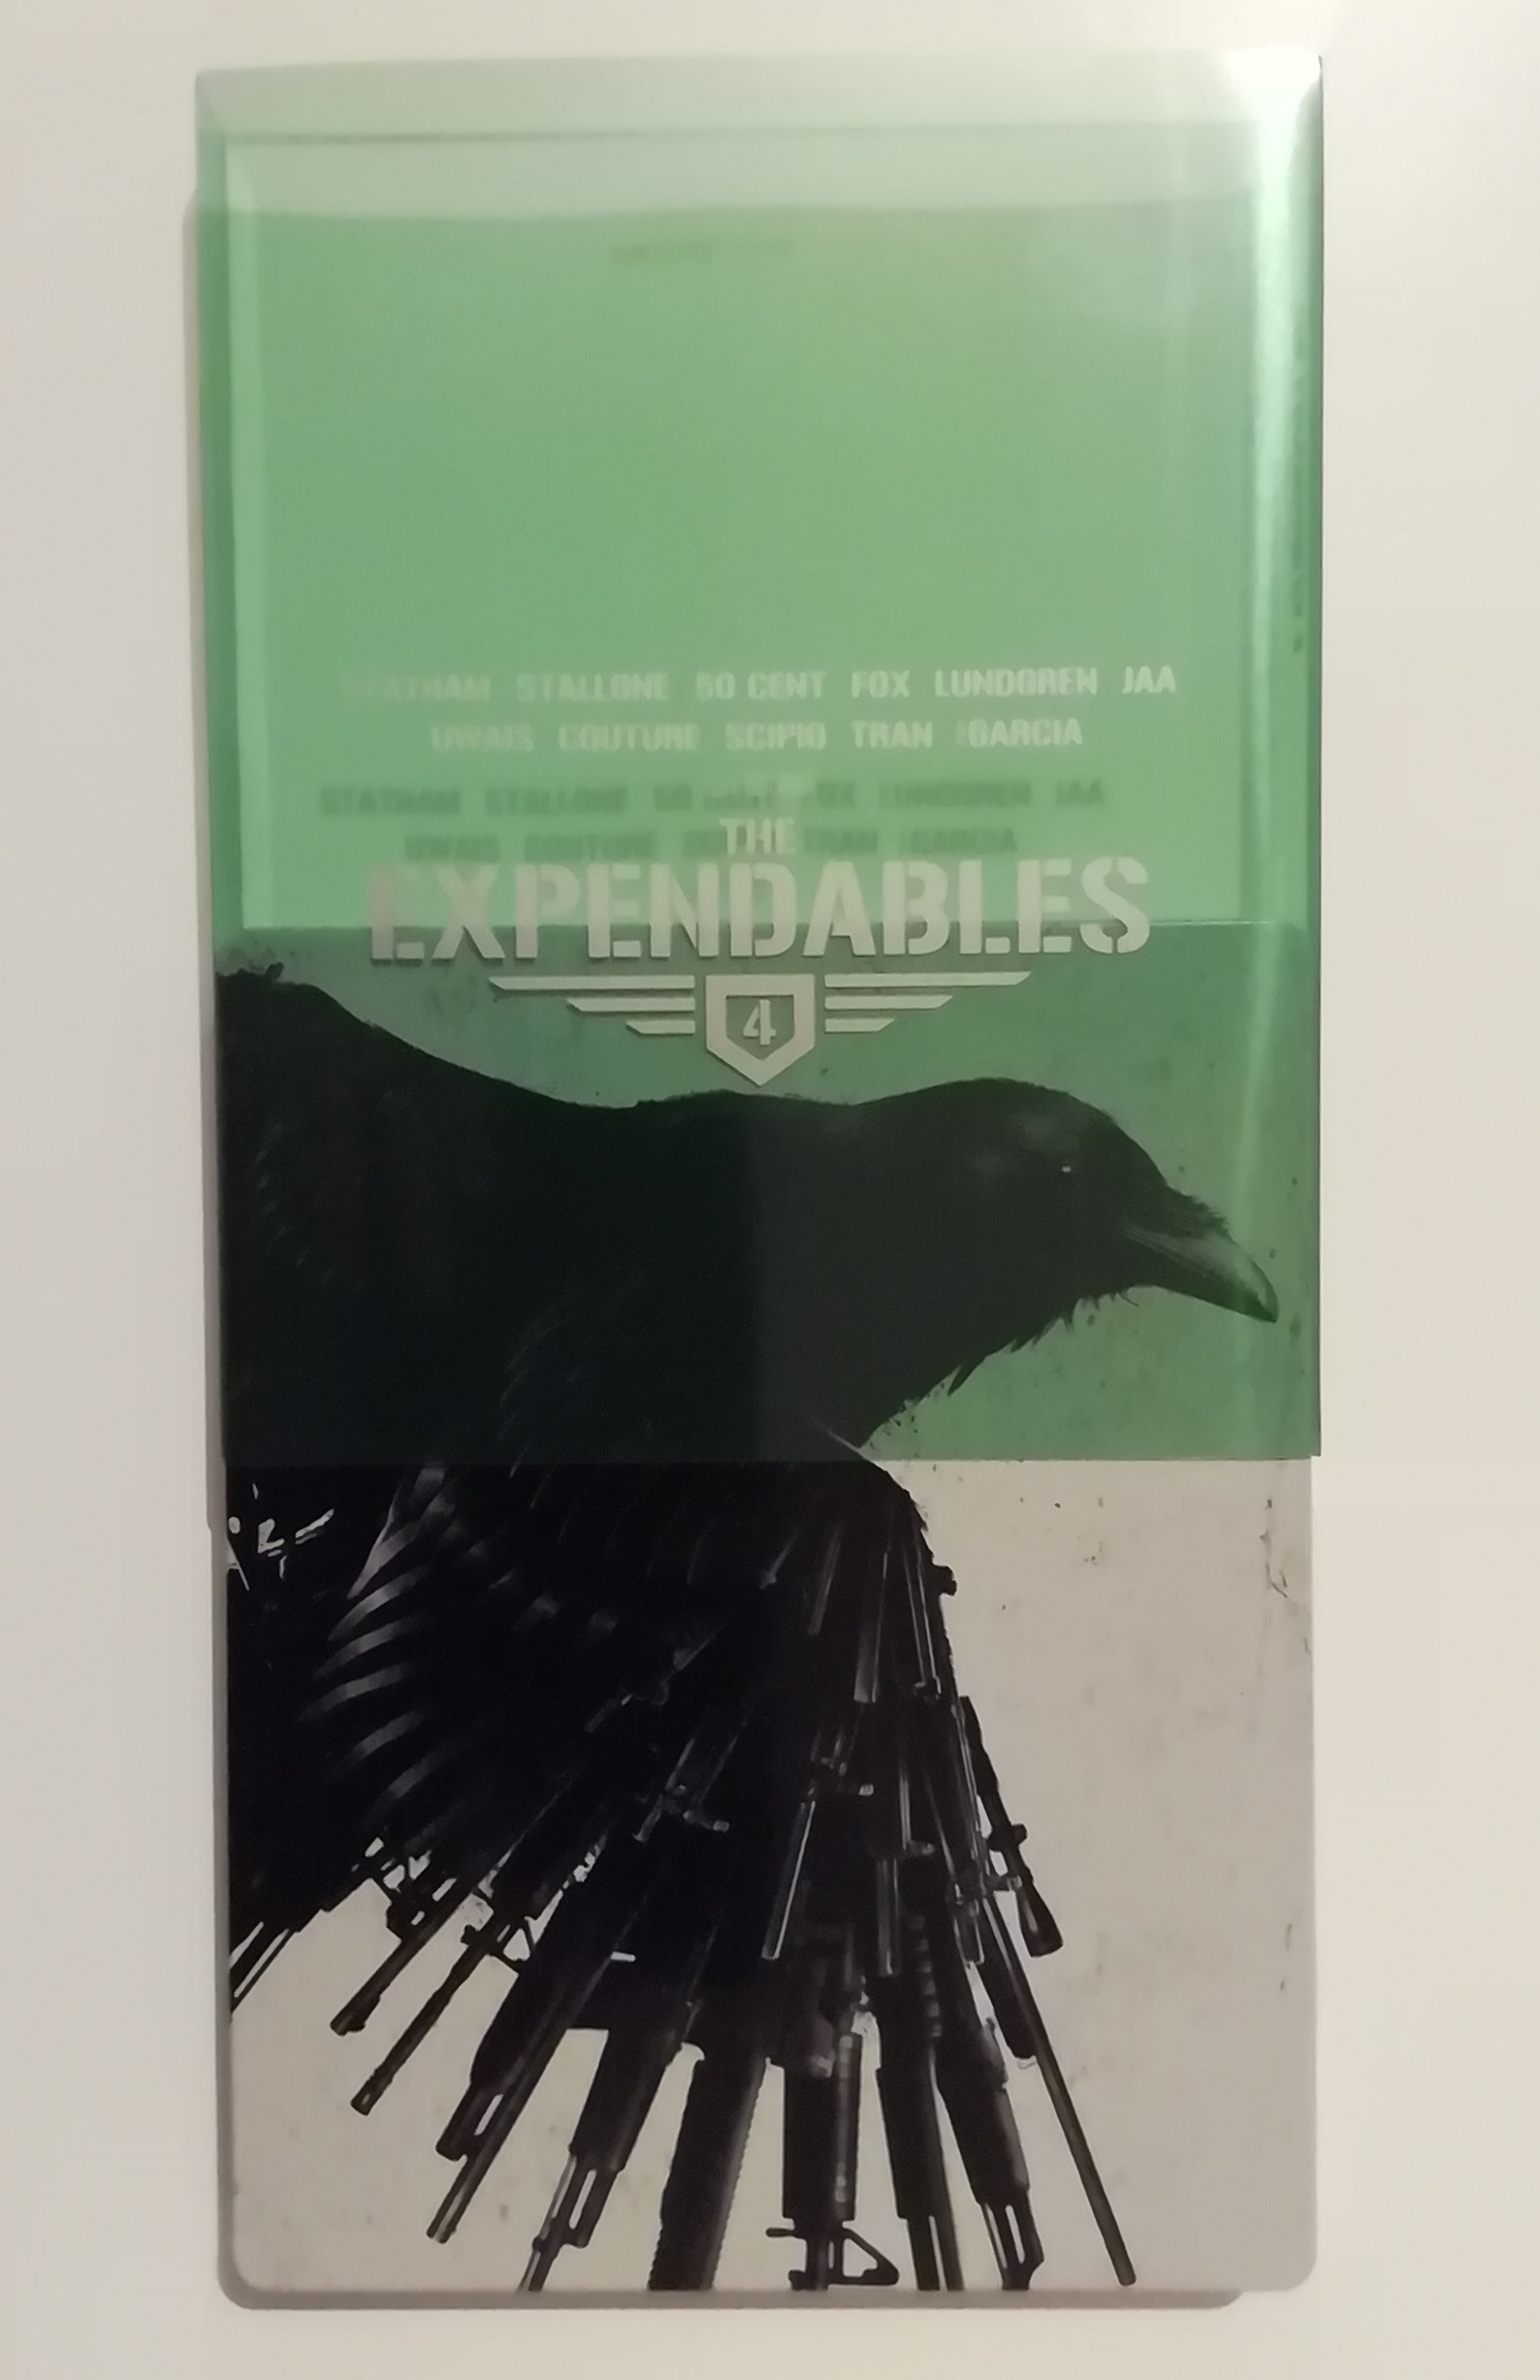 STATHAM STALLONE 50 CENT FOX LUNDGREN JAA
UWAIS COUTURE SCIPIO TRAN GARCIA
THE
EXPENDABLES
4